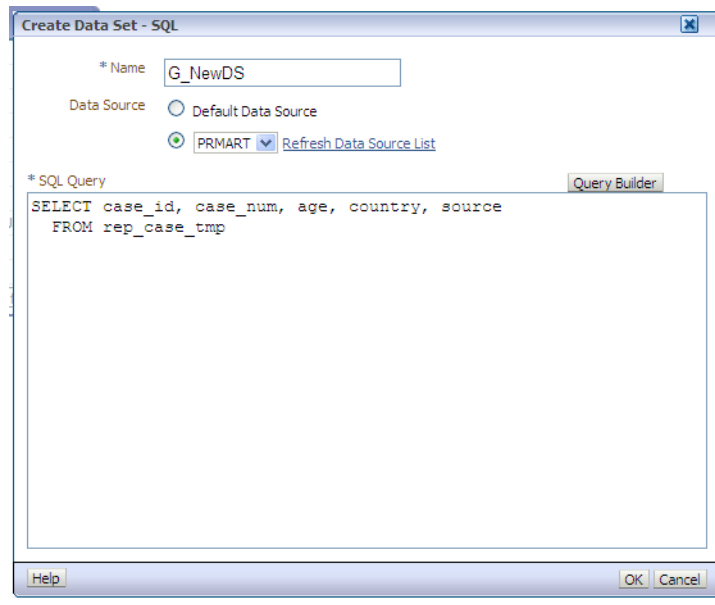 Create Data Set - SQL
* Name G_NewDS
Data Source Default Data Source
PRMART Refresh Data Source List
* SQL Query Query Builder
SELECT case_id, case_num, age, country, source
FROM rep_case_tmp
Help OK Cancel